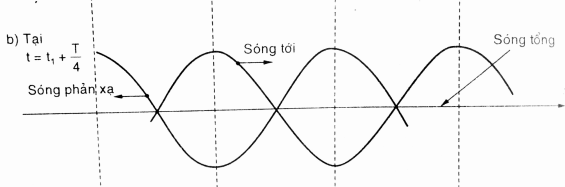 b) Tại
t = t₁ + T/4
Sóng tới
Sóng tổng
Sóng phản xạ